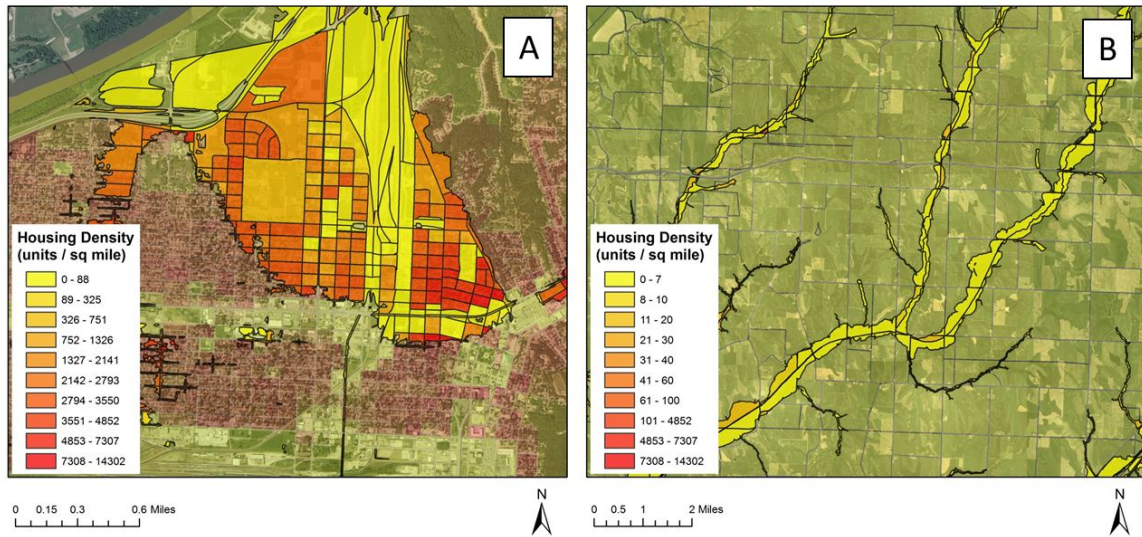 A
Housing Density
(units / sq mile)
0 - 88
89 - 325
326 - 751
752 - 1326
1327 - 2141
2142 - 2793
2794 - 3550
3551 - 4852
4853 - 7307
7308 - 14302
0 0.15 0.3 0.6 Miles
N
B
Housing Density
(units / sq mile)
0 - 7
8 - 10
11 - 20
21 - 30
31 - 40
41 - 60
61 - 100
101 - 4852
4853 - 7307
7308 - 14302
0 0.5 1 2 Miles
N